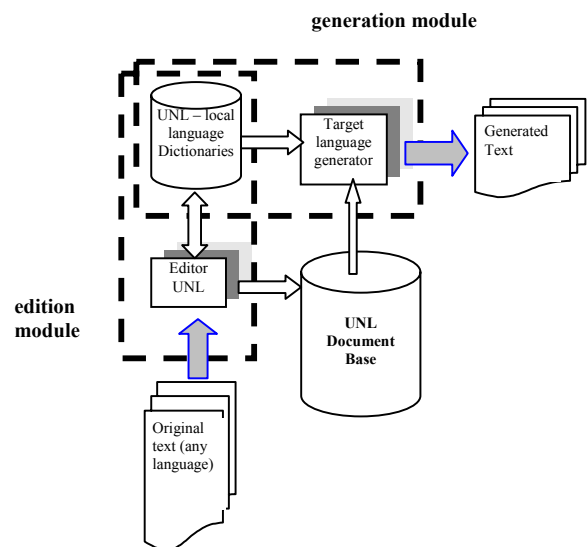 generation module
UNL – local
language
Dictionaries
Target
language
generator
Generated
Text
Editor
UNL
edition
module
UNL
Document
Base
Original
text (any
language)